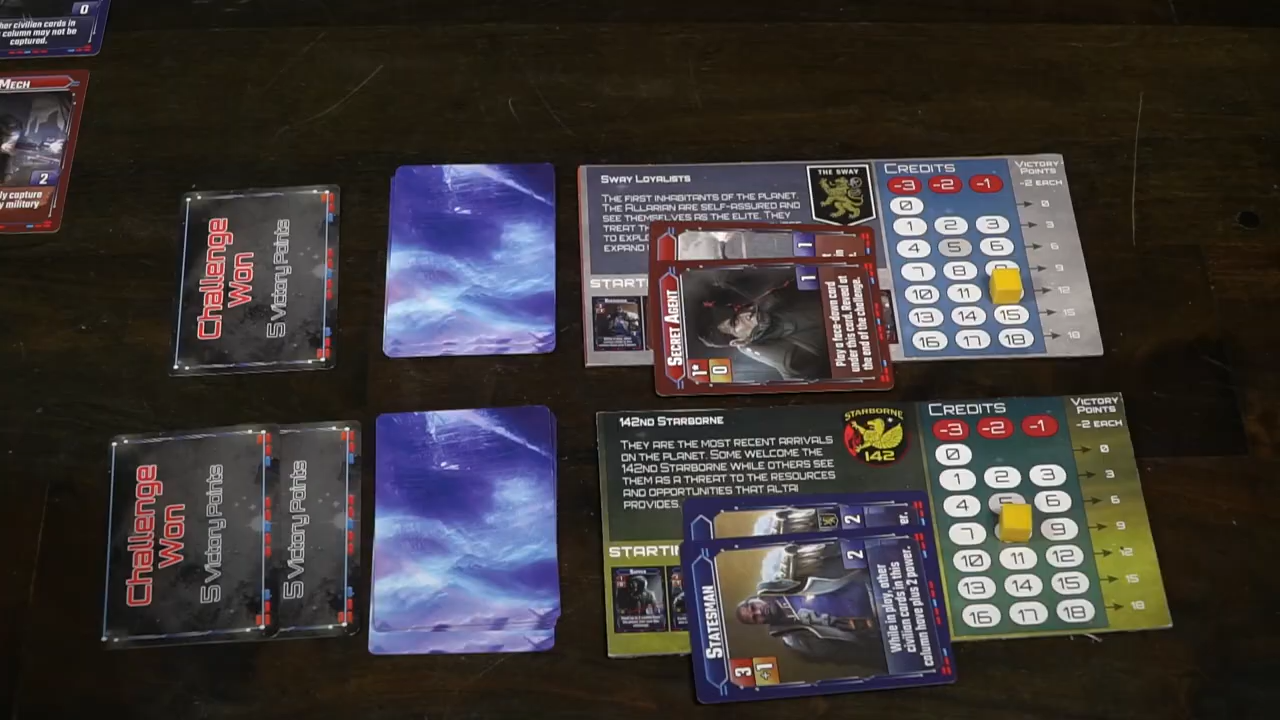 0
her civilian cards in
column may not be
captured.
Mech
2
ly capture
y military
Challenge
Won
5 Victory Points
Sway Loyalists
The first inhabitants of the planet.
The Allarian are self-assured and
see themselves as the elite. They
treat th
to explo
expand
Start
The Sway
Credits
-3 -2 -1
0
1 2 3
4 5 6
7 8
10 11
13 14 15
16 17 18
Victory
Points
-2 each
0
3
6
9
12
15
18
1
Secret Agent
1*
0
1
Play a face-down card
under this card. Reveal at
the end of the challenge.
Challenge
Won
5 Victory Points
5 Victory Points
142nd Starborne
They are the most recent arrivals
on the planet. Some welcome the
142nd Starborne while others see
them as a threat to the resources
and opportunities that Altai
provides.
Startin
Starborne
142
Credits
-3 -2 -1
0
1 2 3
4 5 6
7 9
10 11 12
13 14 15
16 17 18
Victory
Points
-2 each
0
3
6
9
12
15
18
2
er.
Statesman
3
+1
2
While in play, other
civilian cards in this
column have plus 2 power.